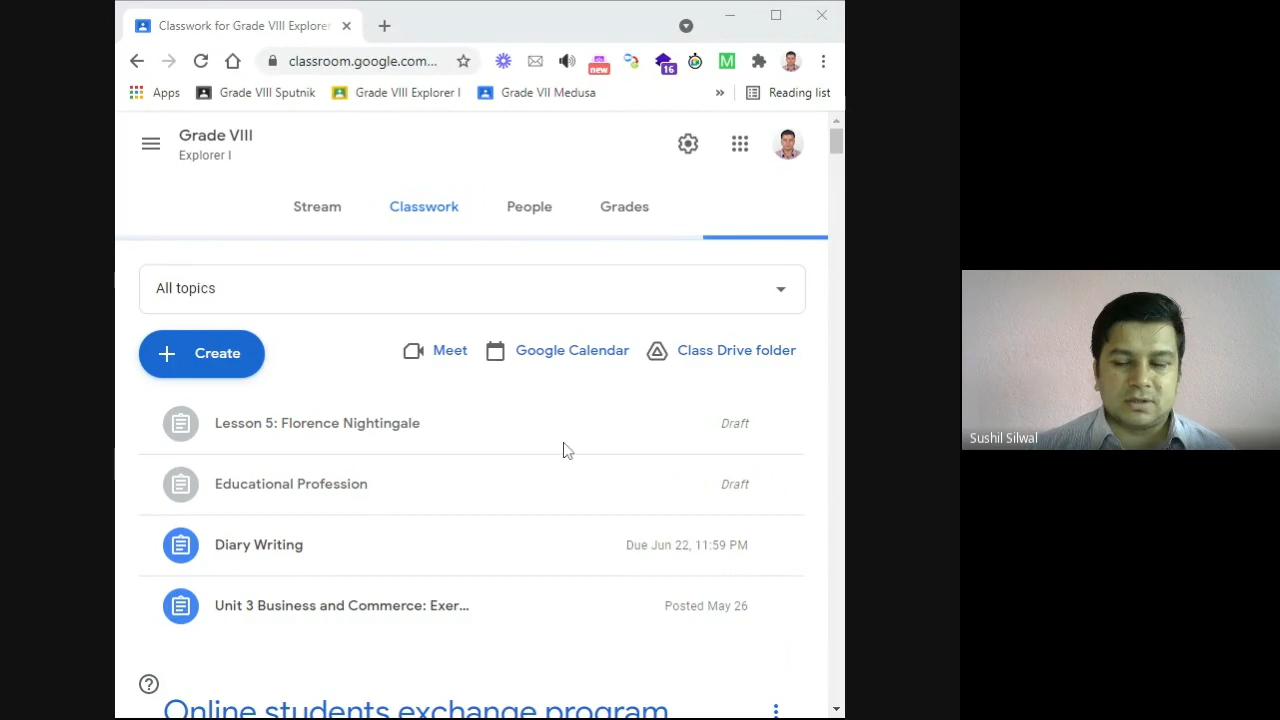 Classwork for Grade VIII Explorer
classroom.google.com...
new
16
M
Apps
Grade VIII Sputnik
Grade VIII Explorer I
Grade VII Medusa
»
Reading list
Grade VIII
Explorer I
Stream
Classwork
People
Grades
All topics
+ Create
Meet
Google Calendar
Class Drive folder
Lesson 5: Florence Nightingale
Draft
Educational Profession
Draft
Diary Writing
Due Jun 22, 11:59 PM
Unit 3 Business and Commerce: Exer...
Posted May 26
Online students exchange program
Sushil Silwal